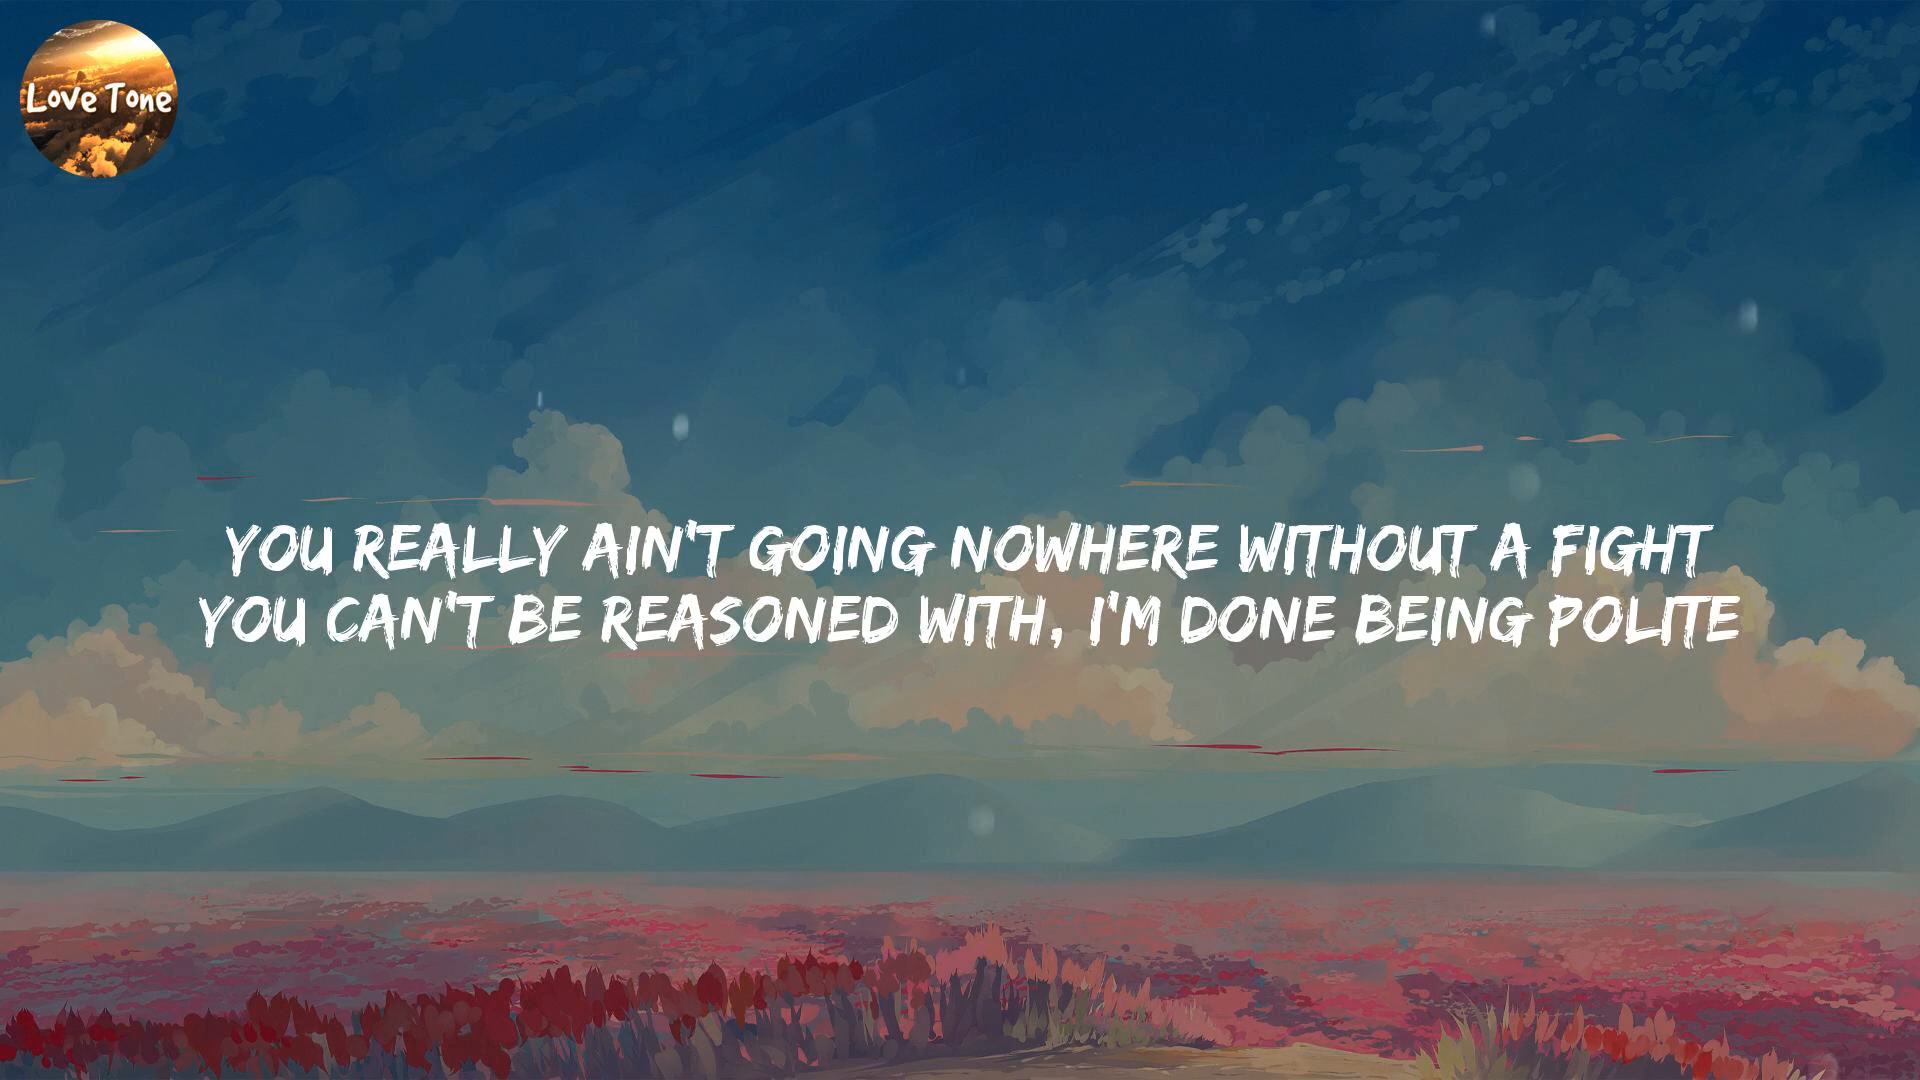 Love Tone
YOU REALLY AIN'T GOING NOWHERE WITHOUT A FIGHT
YOU CAN'T BE REASONED WITH, I'M DONE BEING POLITE